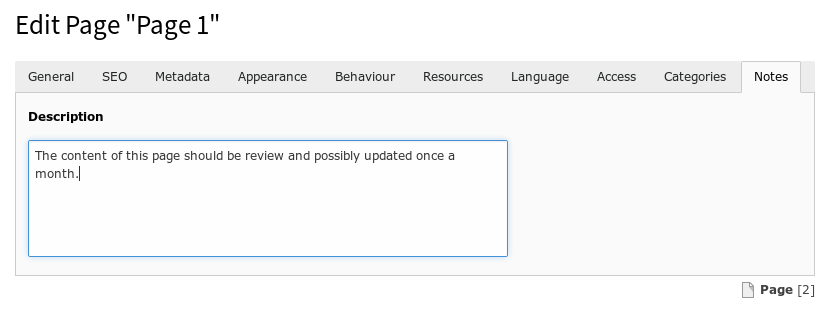 Edit Page "Page 1"
General SEO Metadata Appearance Behaviour Resources Language Access Categories Notes
Description
The content of this page should be review and possibly updated once a
month.
Page [2]